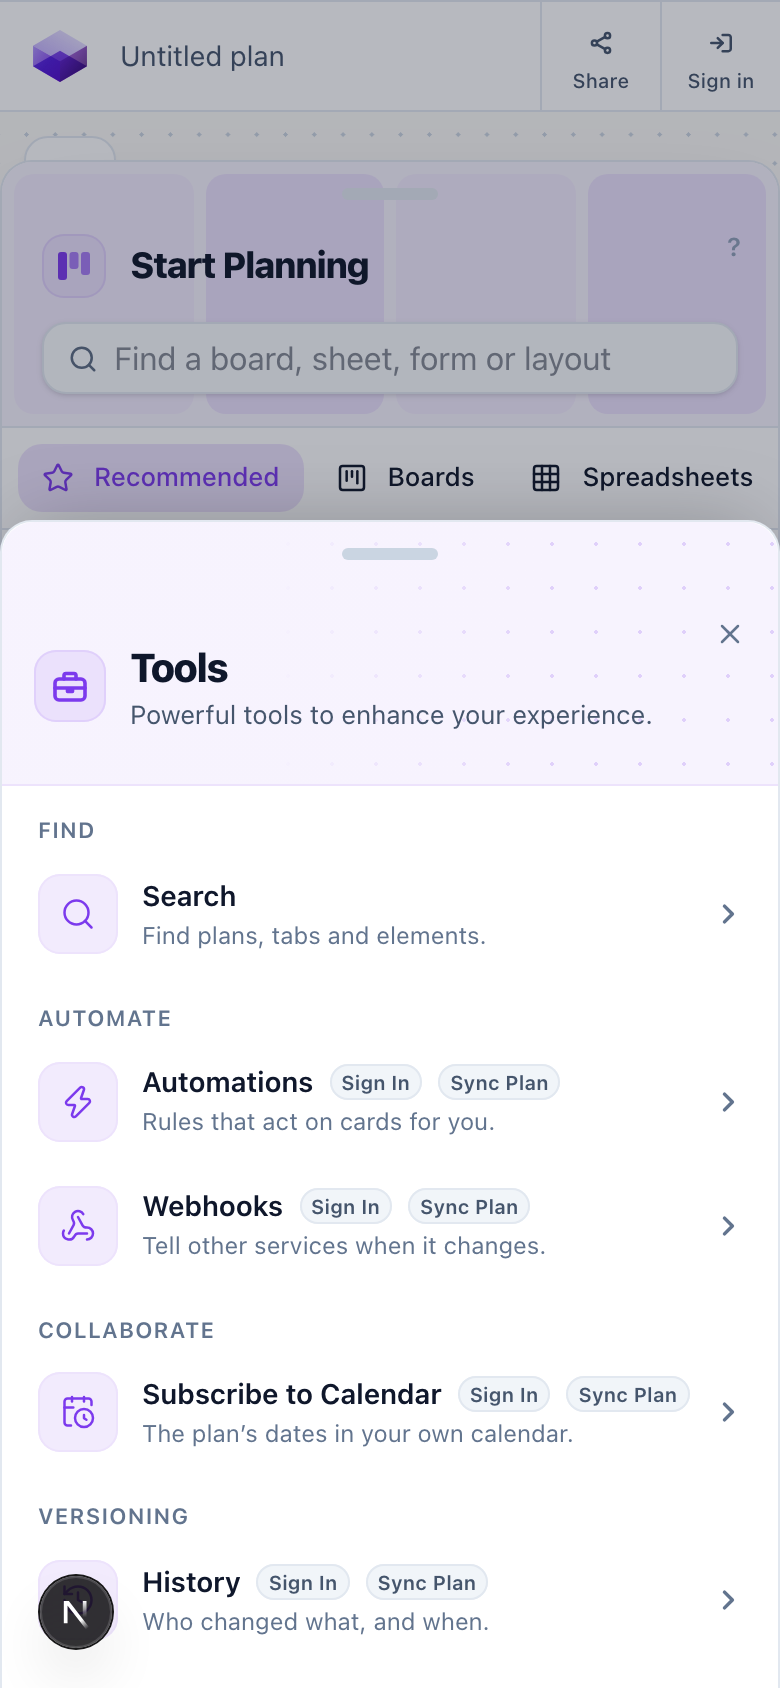 Untitled plan
Share
Sign in
Start Planning
?
Find a board, sheet, form or layout
Recommended
Boards
Spreadsheets
Tools
Powerful tools to enhance your experience.
FIND
Search
Find plans, tabs and elements.
AUTOMATE
Automations Sign In Sync Plan
Rules that act on cards for you.
Webhooks Sign In Sync Plan
Tell other services when it changes.
COLLABORATE
Subscribe to Calendar Sign In Sync Plan
The plan’s dates in your own calendar.
VERSIONING
History Sign In Sync Plan
Who changed what, and when.
N